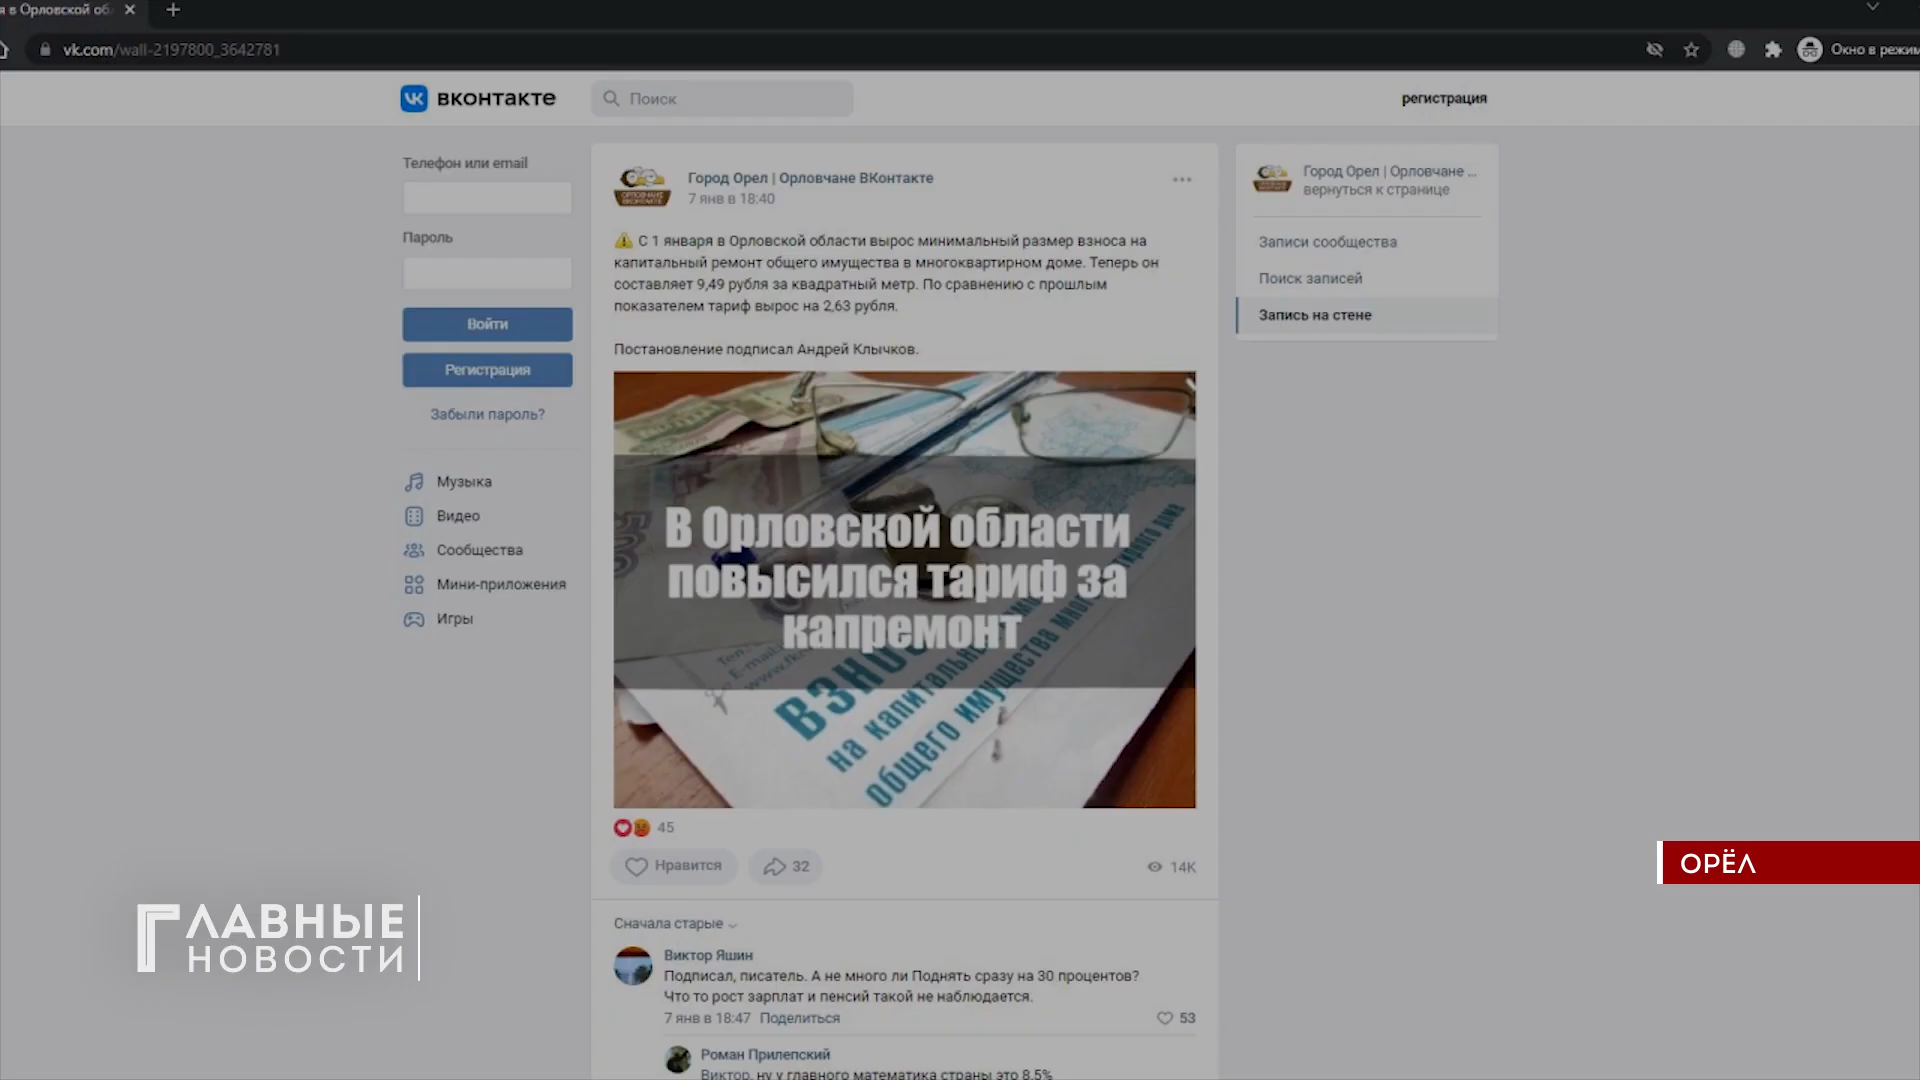 я в Орловской об
vk.com/wall-2197800_3642781
Окно в режим
вконтакте
Поиск
регистрация
Телефон или email
Пароль
Войти
Регистрация
Забыли пароль?
Музыка
Видео
Сообщества
Мини-приложения
Игры
Город Орел | Орловчане ВКонтакте
7 янв в 18:40
С 1 января в Орловской области вырос минимальный размер взноса на
капитальный ремонт общего имущества в многоквартирном доме. Теперь он
составляет 9,49 рубля за квадратный метр. По сравнению с прошлым
показателем тариф вырос на 2,63 рубля.
Постановление подписал Андрей Клычков.
В Орловской области
повысился тариф за
капремонт
Тел.
E-mail:
на капитальн
общего имущества мног
45
Нравится
32
14K
Сначала старые
Виктор Яшин
Подписал, писатель. А не много ли Поднять сразу на 30 процентов?
Что то рост зарплат и пенсий такой не наблюдается.
7 янв в 18:47 Поделиться
53
Роман Прилепский
Виктор, ну у главного математика страны это 8.5%
Город Орел | Орловчане ...
вернуться к странице
Записи сообщества
Поиск записей
Запись на стене
ОРЁЛ
ГЛАВНЫЕ
НОВОСТИ